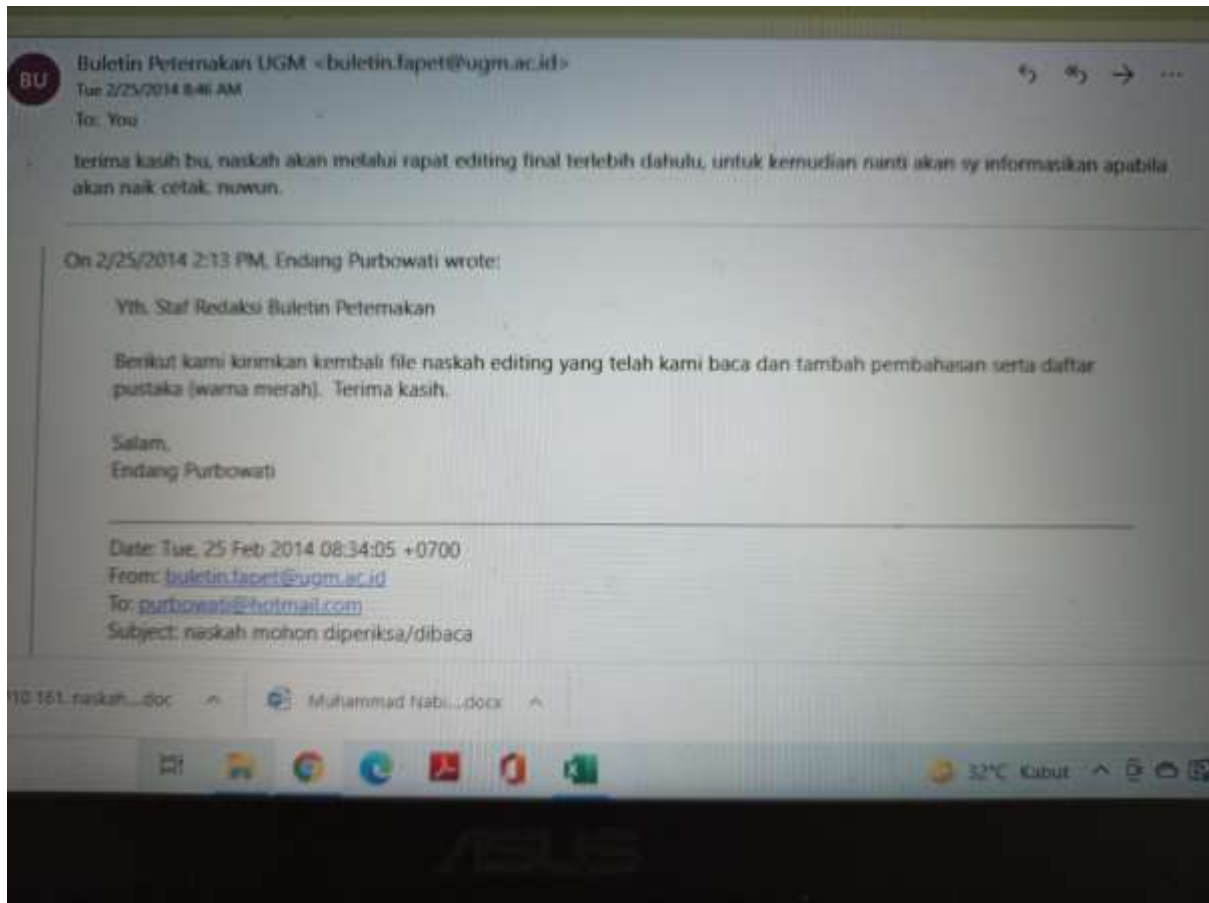 BU
Buletin Peternakan UGM <buletin.fapet@ugm.ac.id>
Tue 2/25/2014 8:46 AM
To: You
terima kasih bu, naskah akan melalui rapat editing final terlebih dahulu, untuk kemudian nanti akan sy informasikan apabila
akan naik cetak. nuwun.
On 2/25/2014 2:13 PM, Endang Purbowati wrote:
Yth. Staf Redaksi Buletin Peternakan
Berikut kami kirimkan kembali file naskah editing yang telah kami baca dan tambah pembahasan serta daftar
pustaka (warna merah). Terima kasih.
Salam,
Endang Purbowati
Date: Tue, 25 Feb 2014 08:34:05 +0700
From: buletin.fapet@ugm.ac.id
To: purbowati@hotmail.com
Subject: naskah mohon diperiksa/dibaca
161. naskah....doc
Muhammad Nabi....docx
32°C Kabut
ASUS